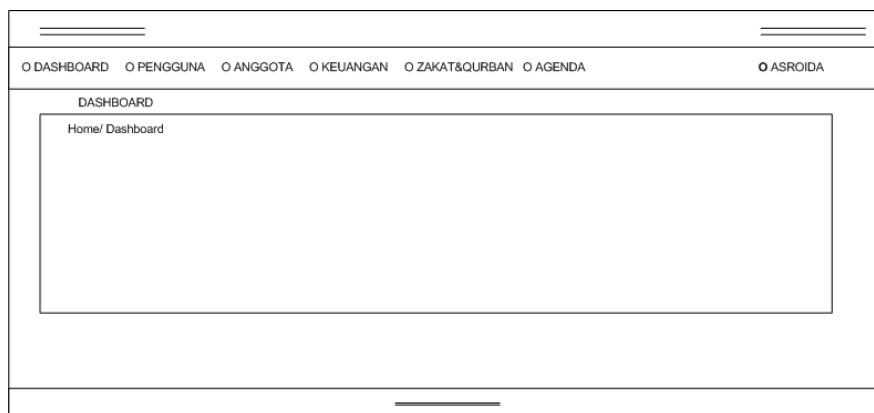 O DASHBOARD O PENGGUNA O ANGGOTA O KEUANGAN O ZAKAT&QURBAN O AGENDA O ASROIDA
DASHBOARD
Home/ Dashboard